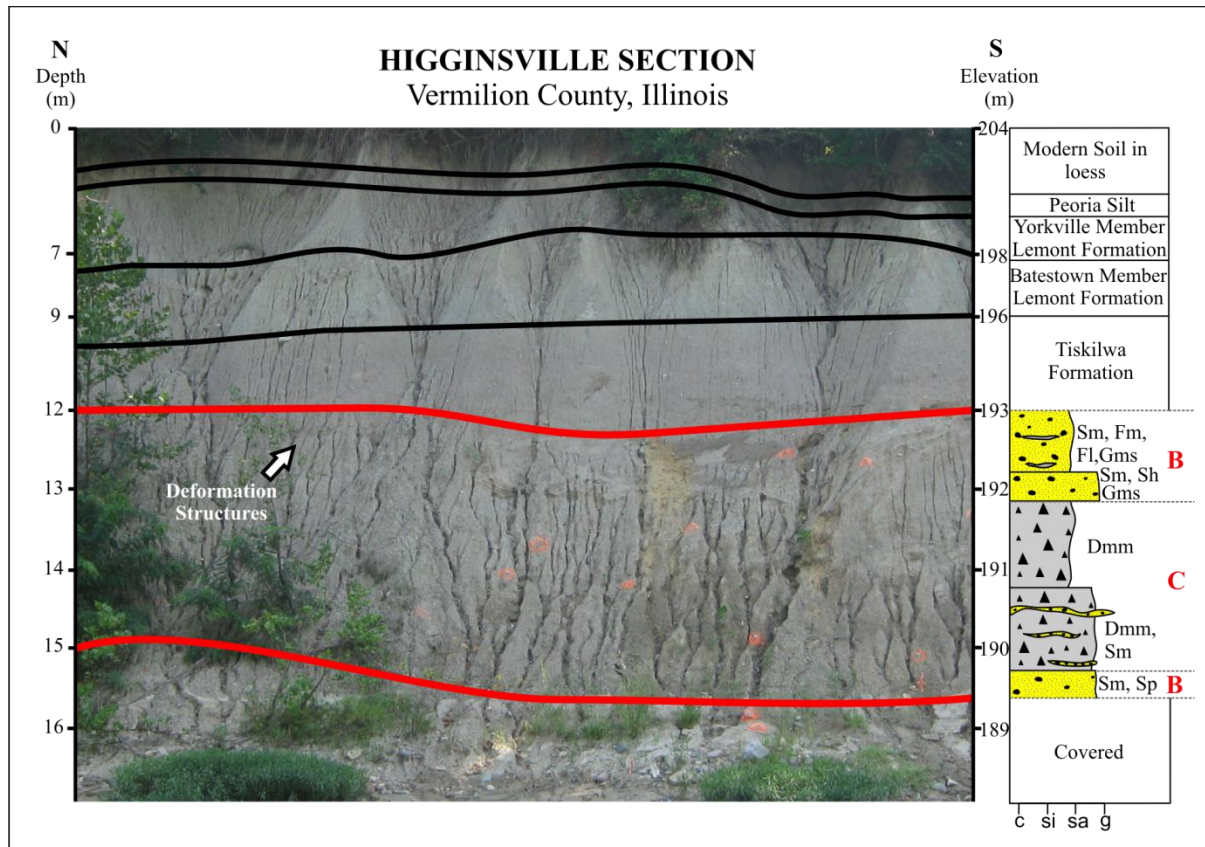 HIGGINSVILLE SECTION
Vermilion County, Illinois
N
Depth
(m)
S
Elevation
(m)
0
7
9
12
13
14
15
16
204
198
196
193
192
191
190
189
Deformation
Structures
Modern Soil in
loess
Peoria Silt
Yorkville Member
Lemont Formation
Batestown Member
Lemont Formation
Tiskilwa
Formation
Sm, Fm,
Fl,Gms
B
Sm, Sh
Gms
Dmm
C
Dmm,
Sm
Sm, Sp
B
Covered
c si sa g